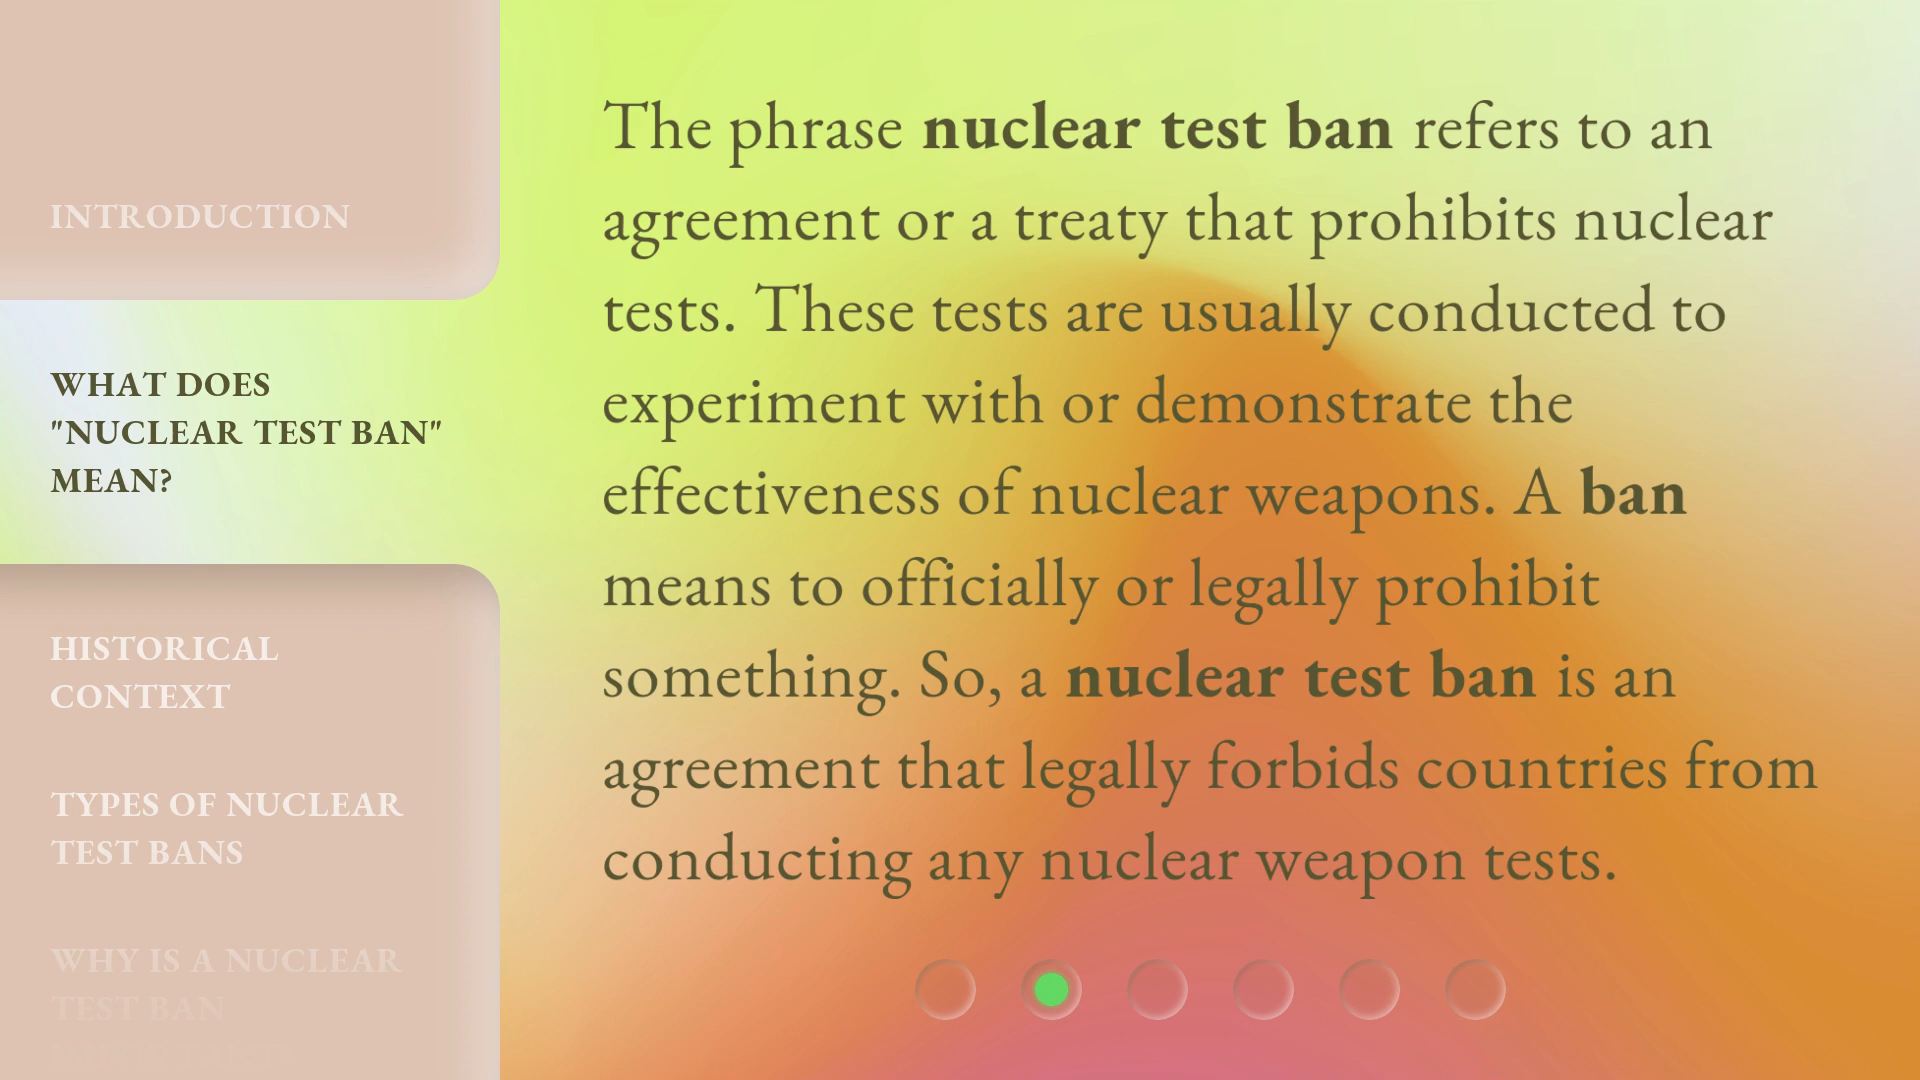 INTRODUCTION
WHAT DOES
"NUCLEAR TEST BAN"
MEAN?
HISTORICAL
CONTEXT
TYPES OF NUCLEAR
TEST BANS
WHY IS A NUCLEAR
TEST BAN
The phrase nuclear test ban refers to an
agreement or a treaty that prohibits nuclear
tests. These tests are usually conducted to
experiment with or demonstrate the
effectiveness of nuclear weapons. A ban
means to officially or legally prohibit
something. So, a nuclear test ban is an
agreement that legally forbids countries from
conducting any nuclear weapon tests.